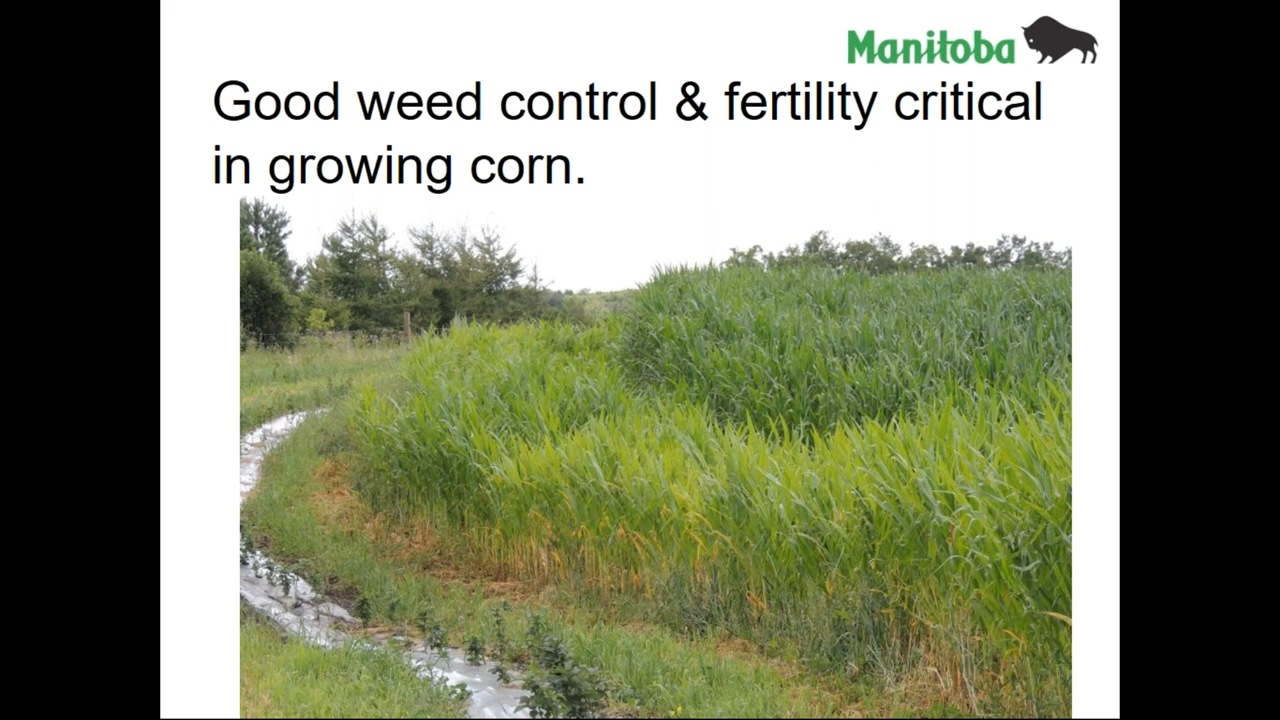 Manitoba
Good weed control & fertility critical
in growing corn.